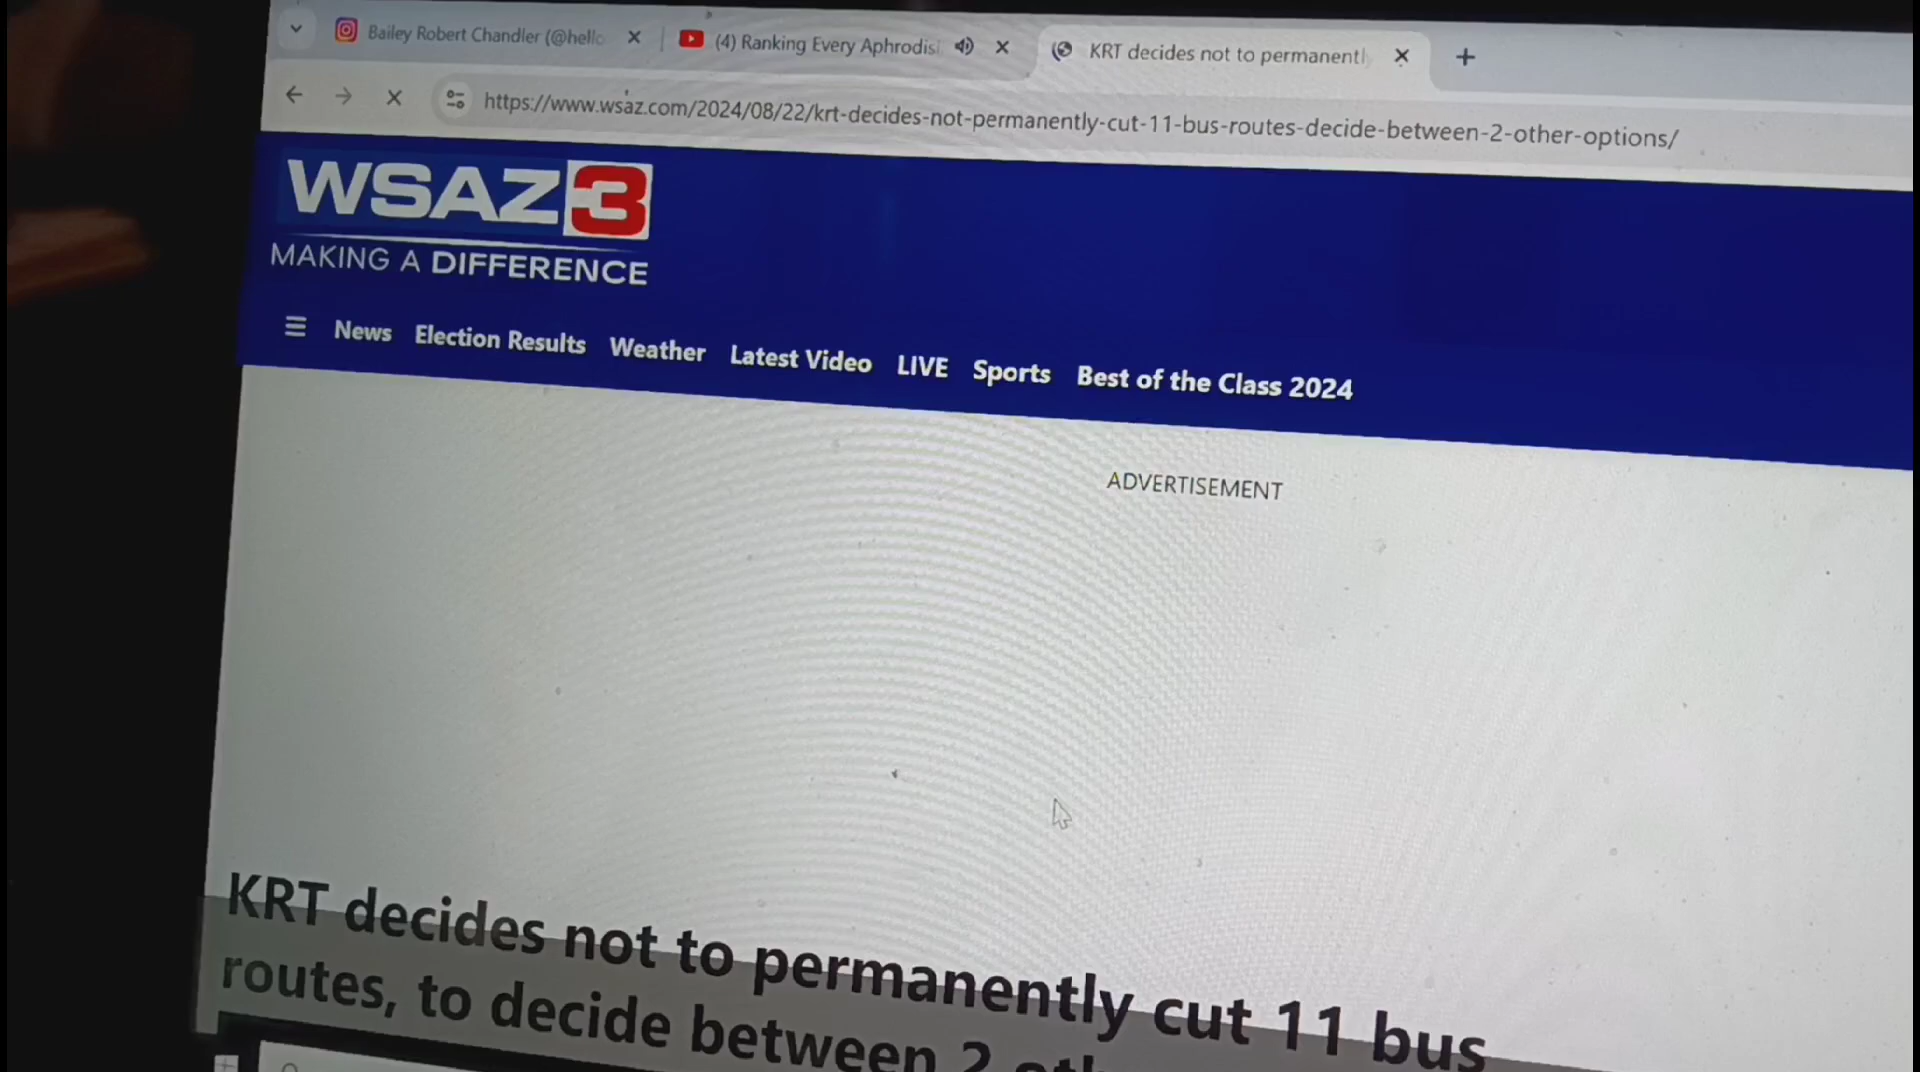 Bailey Robert Chandler (@hello
(4) Ranking Every Aphrodisi
KRT decides not to permanentl
https://www.wsaz.com/2024/08/22/krt-decides-not-permanently-cut-11-bus-routes-decide-between-2-other-options/
WSAZ3
MAKING A DIFFERENCE
News Election Results Weather Latest Video LIVE Sports Best of the Class 2024
ADVERTISEMENT
KRT decides not to permanently cut 11 bus
routes, to decide between 2